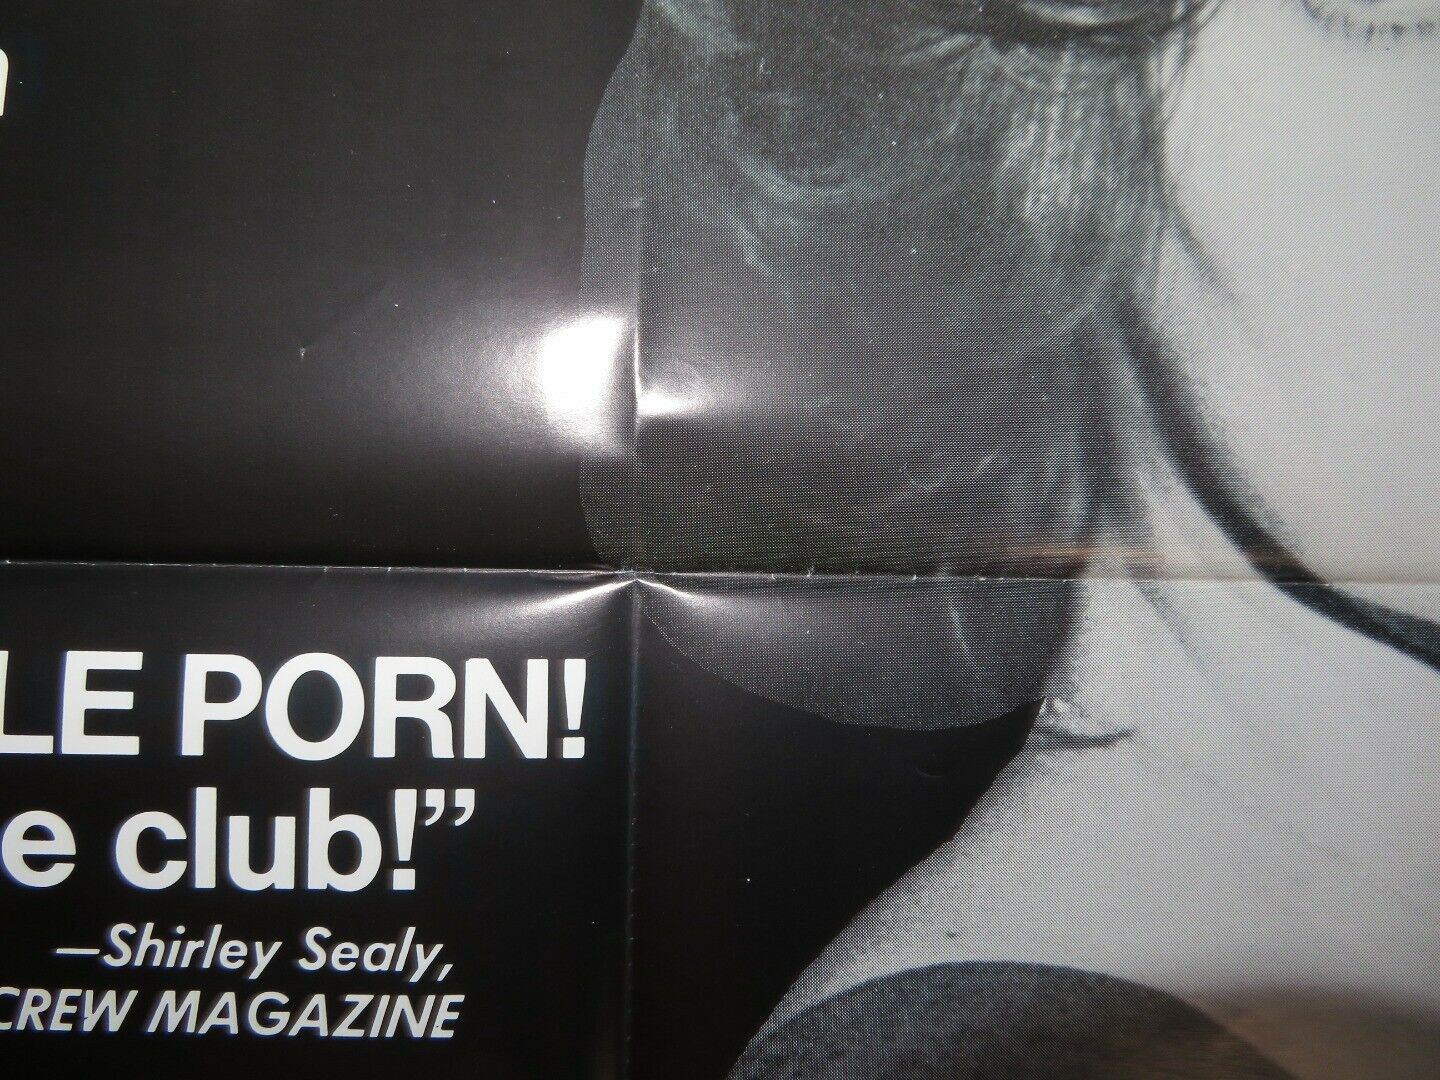 LE PORN!
e club!”
—Shirley Sealy,
CREW MAGAZINE